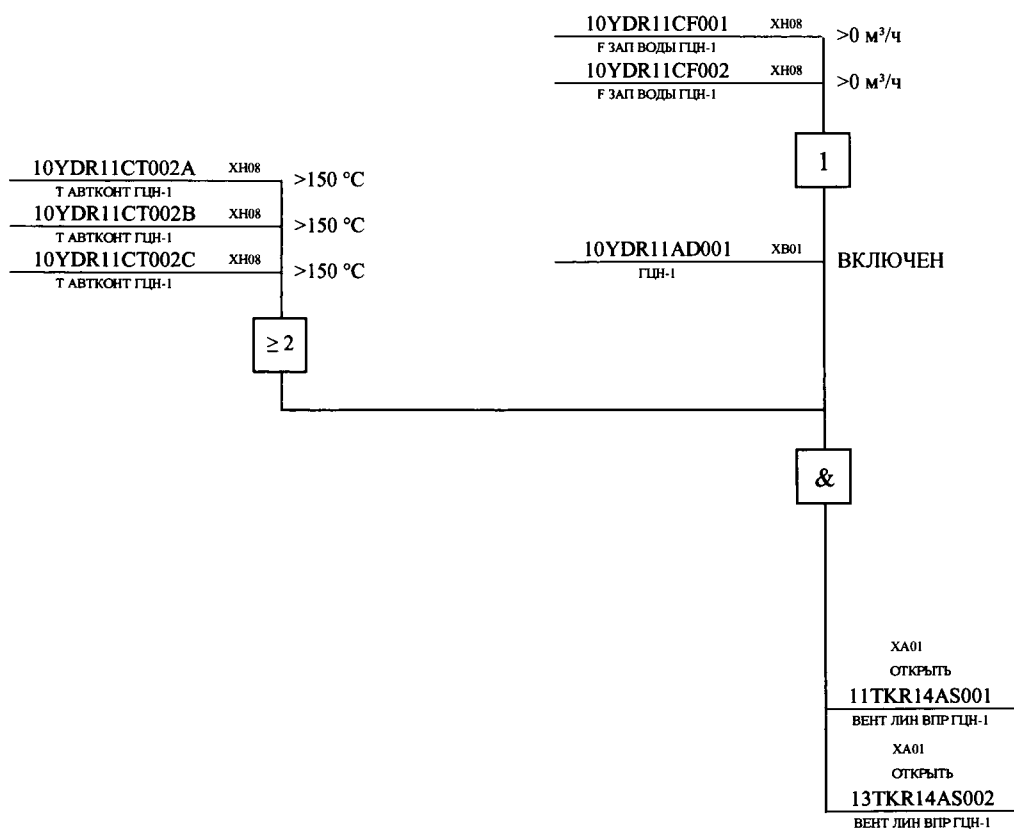 10YDR11CF001 XH08 >0 м³/ч
F ЗАП ВОДЫ ГЦН-1
10YDR11CF002 XH08 >0 м³/ч
F ЗАП ВОДЫ ГЦН-1
1
10YDR11CT002A XH08 >150 °C
Т АВТКОНТ ГЦН-1
10YDR11CT002B XH08 >150 °C
Т АВТКОНТ ГЦН-1
10YDR11CT002C XH08 >150 °C
Т АВТКОНТ ГЦН-1
10YDR11AD001 XB01 ВКЛЮЧЕН
ГЦН-1
≥ 2
&
XA01
ОТКРЫТЬ
11TKR14AS001
ВЕНТ ЛИН ВПР ГЦН-1
XA01
ОТКРЫТЬ
13TKR14AS002
ВЕНТ ЛИН ВПР ГЦН-1